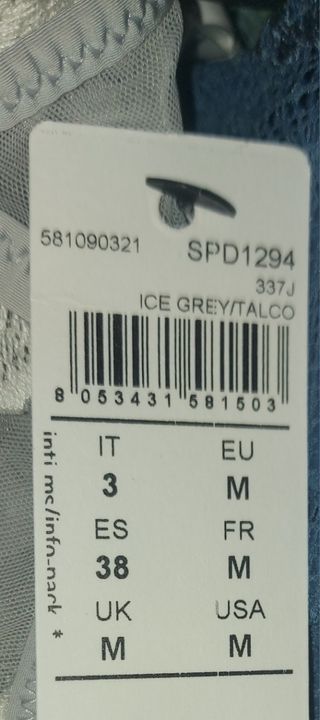 581090321 SPD1294
337J
ICE GREY/TALCO
8 053431 581503
IT EU
3 M
ES FR
38 M
UK USA
M M